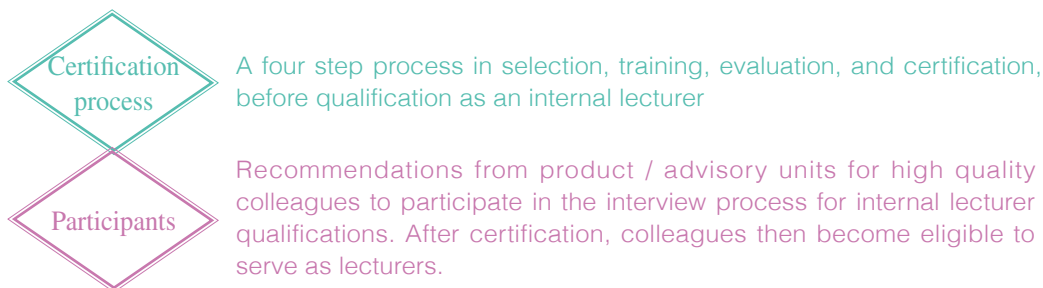 Certification
process
A four step process in selection, training, evaluation, and certification,
before qualification as an internal lecturer
Participants
Recommendations from product / advisory units for high quality
colleagues to participate in the interview process for internal lecturer
qualifications. After certification, colleagues then become eligible to
serve as lecturers.